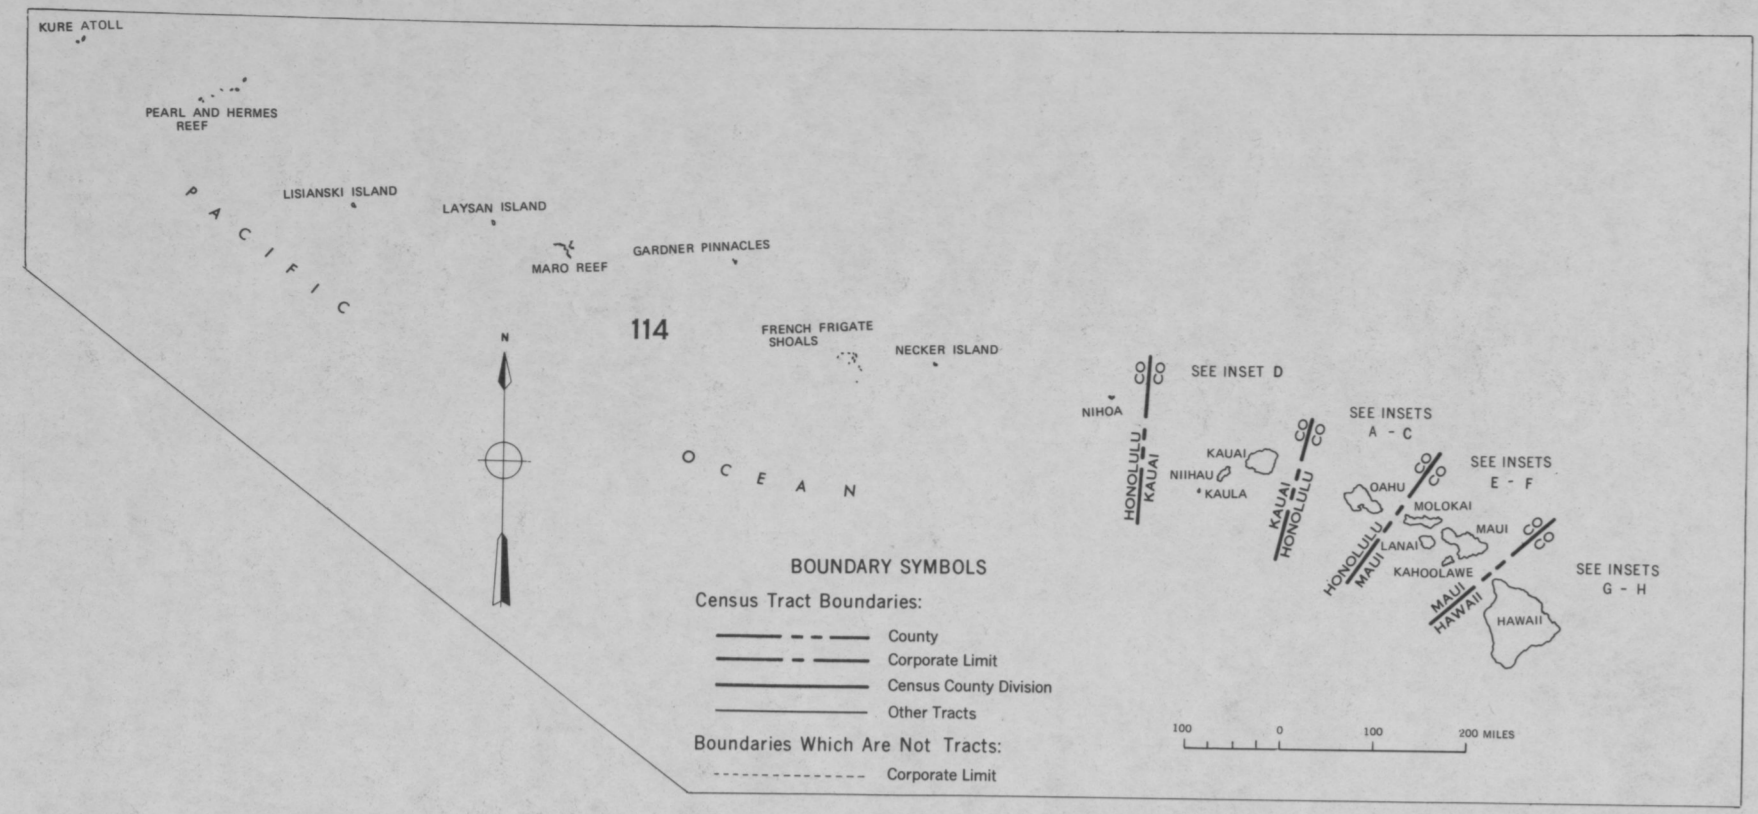 KURE ATOLL
PEARL AND HERMES
REEF
PACIFIC
LISIANSKI ISLAND
LAYSAN ISLAND
MARO REEF
GARDNER PINNACLES
114
N
FRENCH FRIGATE
SHOALS
NECKER ISLAND
OCEAN
NIHOA
CO
CO
HONOLULU
KAUAI
SEE INSET D
KAUAI
NIIHAU
KAULA
CO
CO
KAUAI
HONOLULU
SEE INSETS
A - C
OAHU
CO
CO
HONOLULU
MAUI
SEE INSETS
E - F
MOLOKAI
LANAI
MAUI
KAHOOLAWE
CO
CO
MAUI
HAWAII
SEE INSETS
G - H
HAWAII
BOUNDARY SYMBOLS
Census Tract Boundaries:
County
Corporate Limit
Census County Division
Other Tracts
Boundaries Which Are Not Tracts:
Corporate Limit
100 0 100 200 MILES